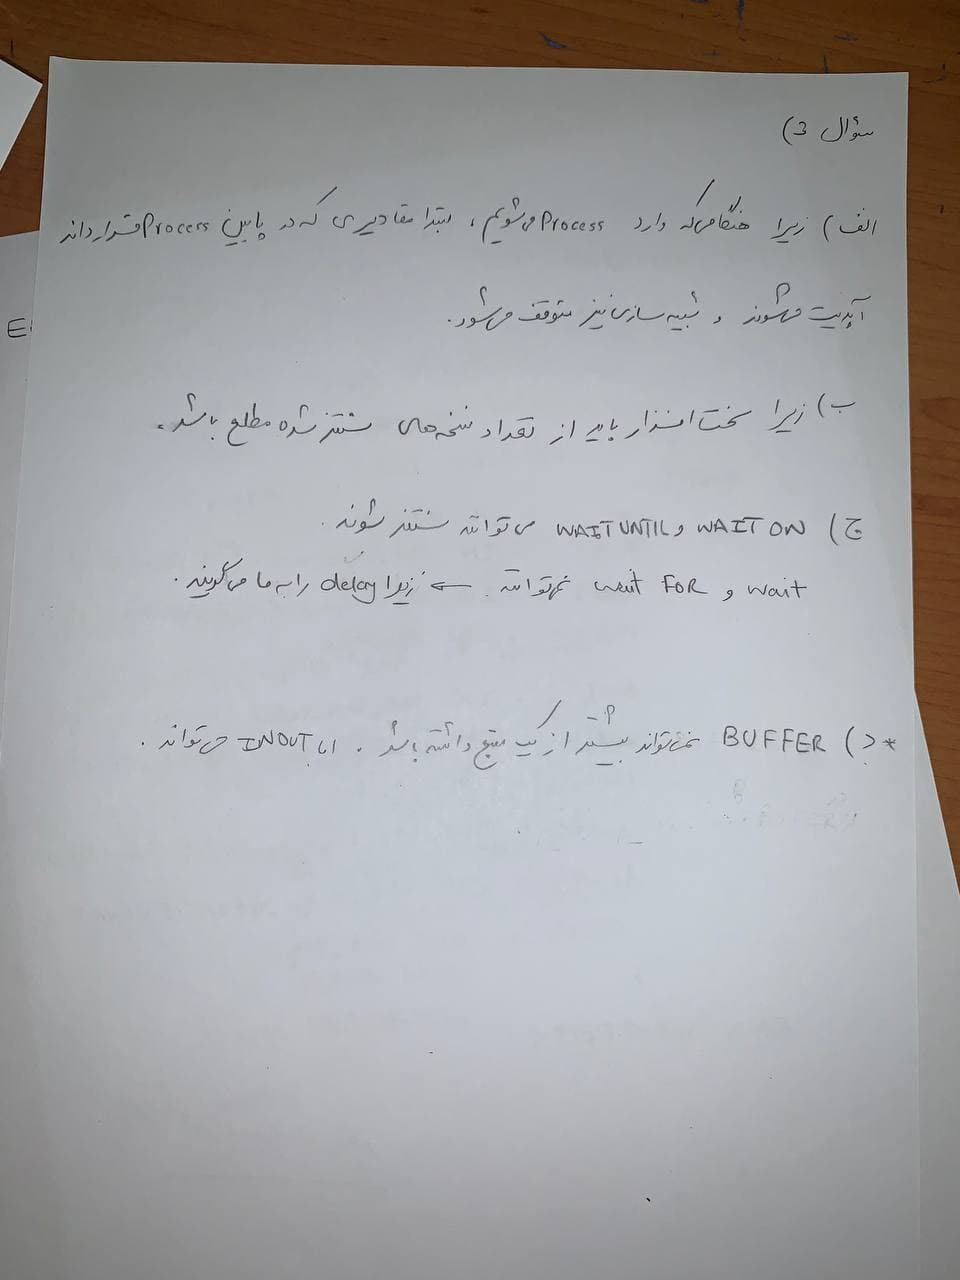 سؤال 3)
الف) زیرا هنگامی که وارد Process می‌شویم، ابتدا مقادیری که در پایین Process قرار دارند
آپدیت می‌شوند و شبیه سازی نیز متوقف می‌شود.
ب) زیرا سخت افزار باید از تعداد نسخه‌های سنتز شده مطلع باشد.
ج) WAIT ON و WAIT UNTIL می‌توانند سنتز شوند.
wait و wait FOR نمی‌توانند. ← زیرا delay را به ما می‌گویند.
* د) BUFFER نمی‌تواند بیشتر از یک منبع داشته باشد. اما INOUT می‌تواند.
E